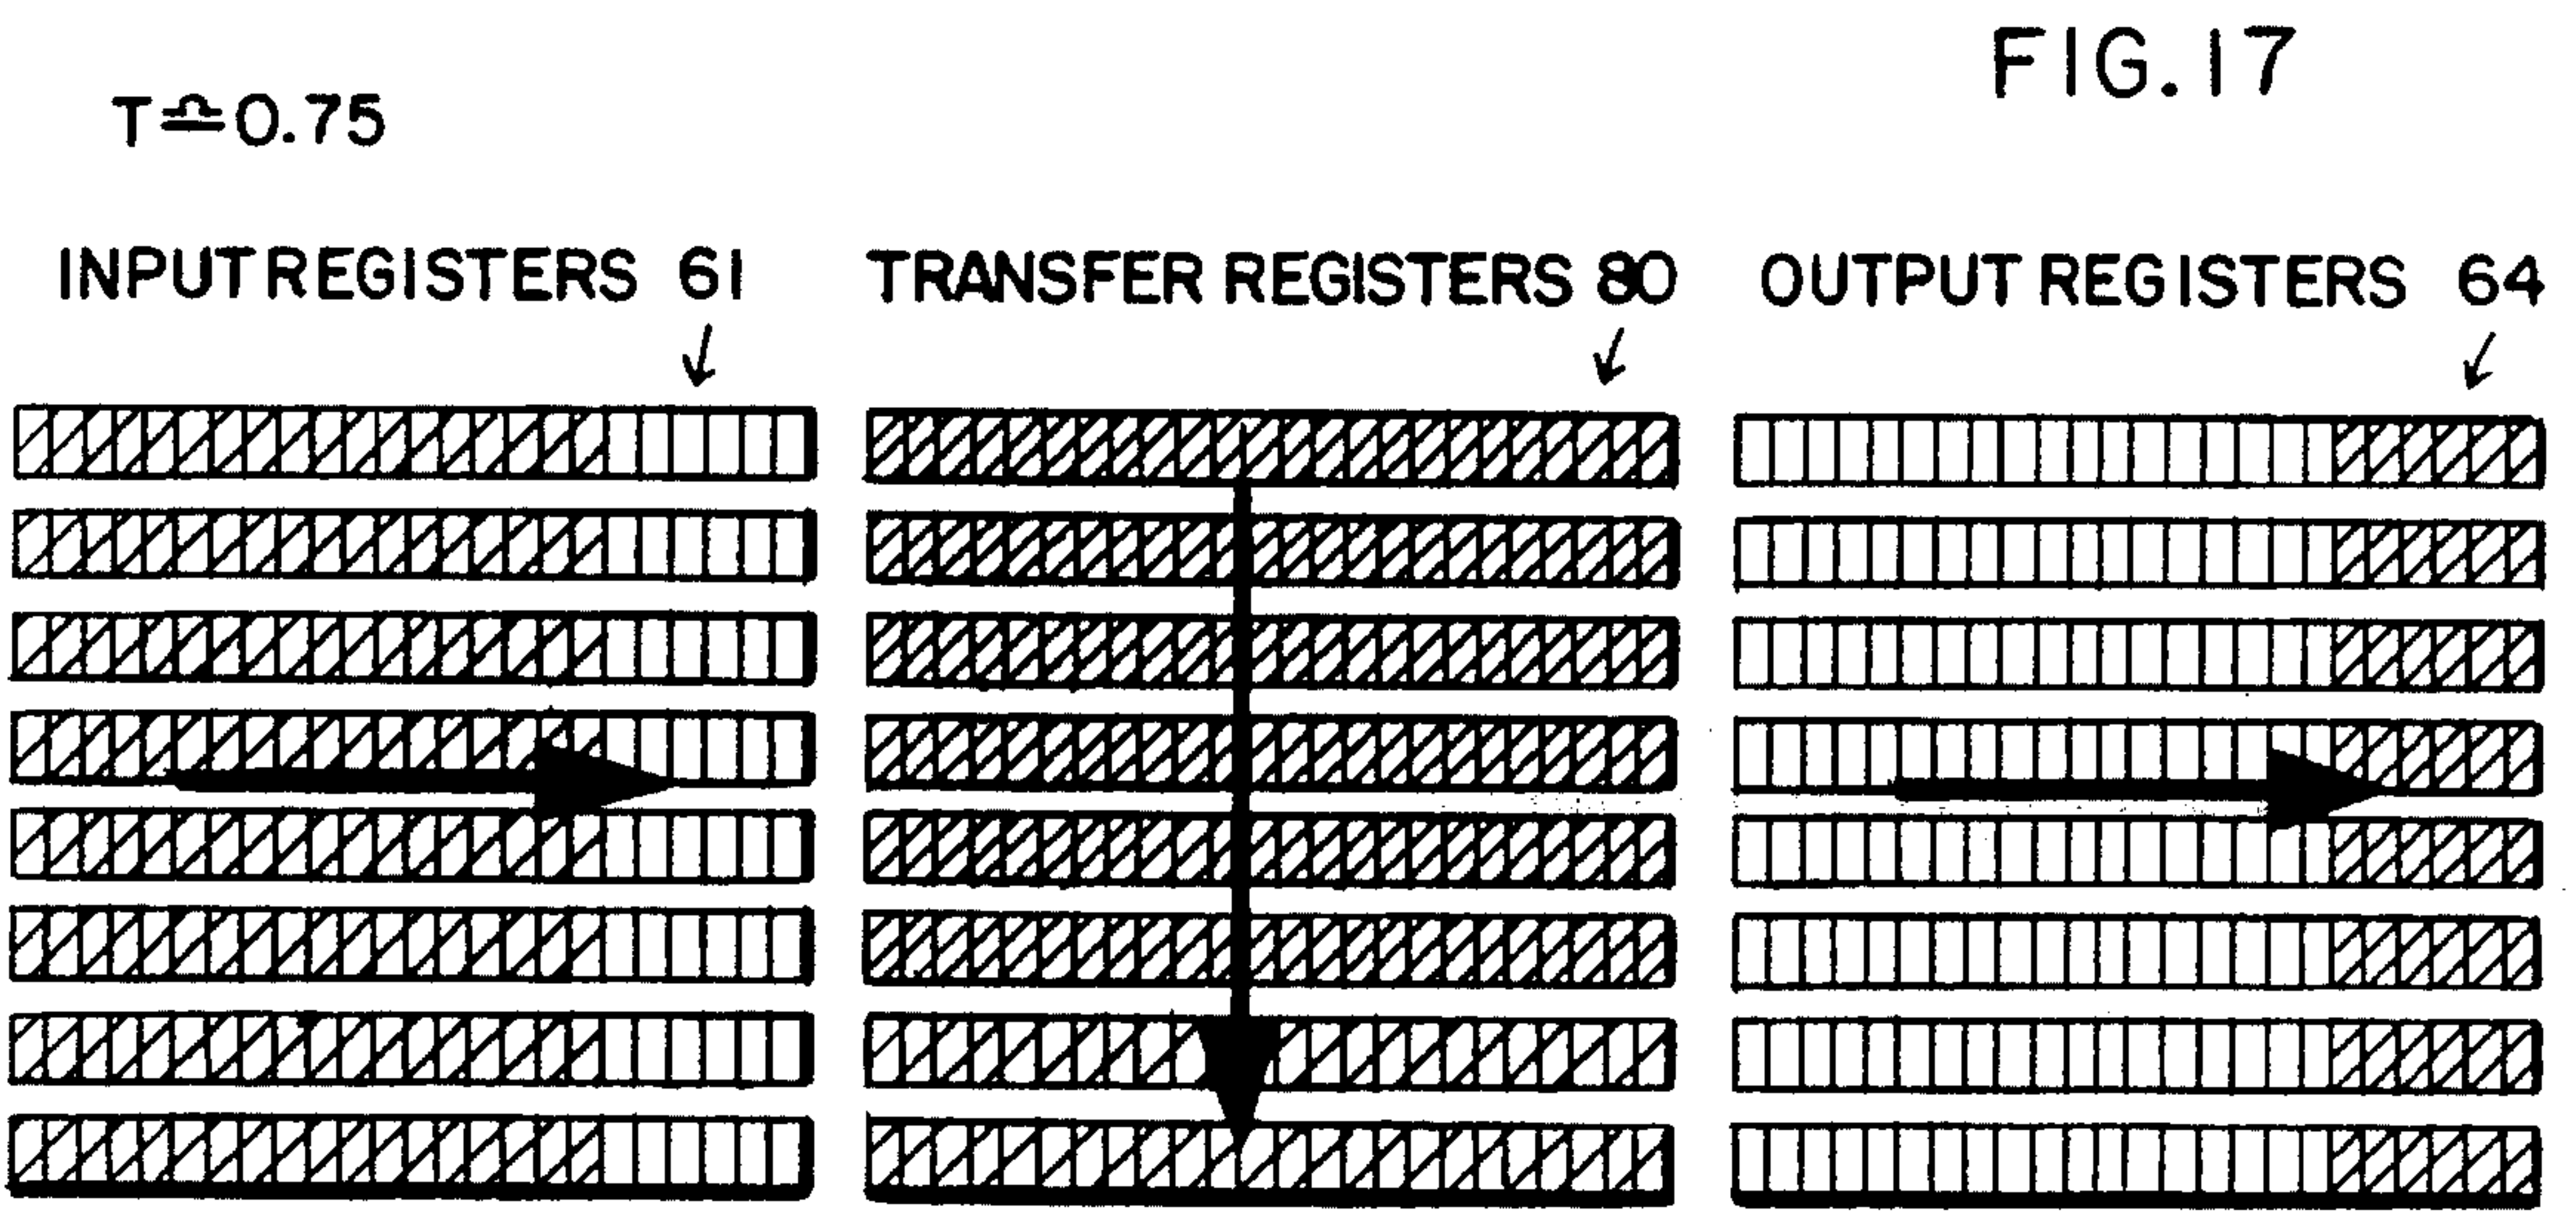 FIG. 17
T≏0.75
INPUT REGISTERS 61
TRANSFER REGISTERS 80
OUTPUT REGISTERS 64